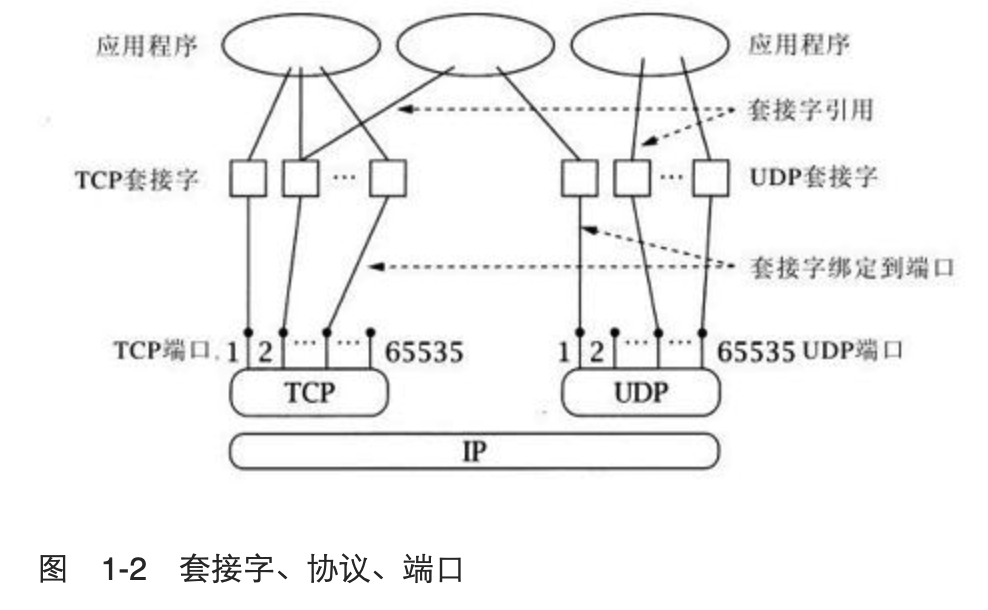 应用程序 应用程序
套接字引用
TCP套接字 … … UDP套接字
套接字绑定到端口
TCP端口 1 2 …… 65535 1 2 …… 65535 UDP端口
TCP UDP
IP
图 1-2 套接字、协议、端口